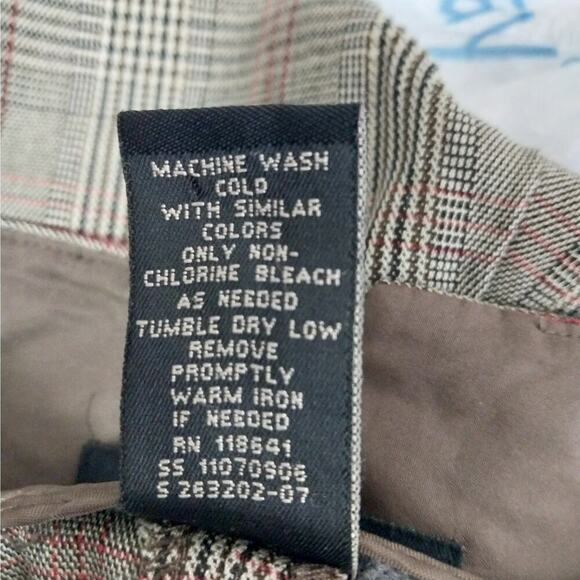 MACHINE WASH
COLD
WITH SIMILAR
COLORS
ONLY NON-
CHLORINE BLEACH
AS NEEDED
TUMBLE DRY LOW
REMOVE
PROMPTLY
WARM IRON
IF NEEDED
RN 118641
SS 11070906
S 263202-07